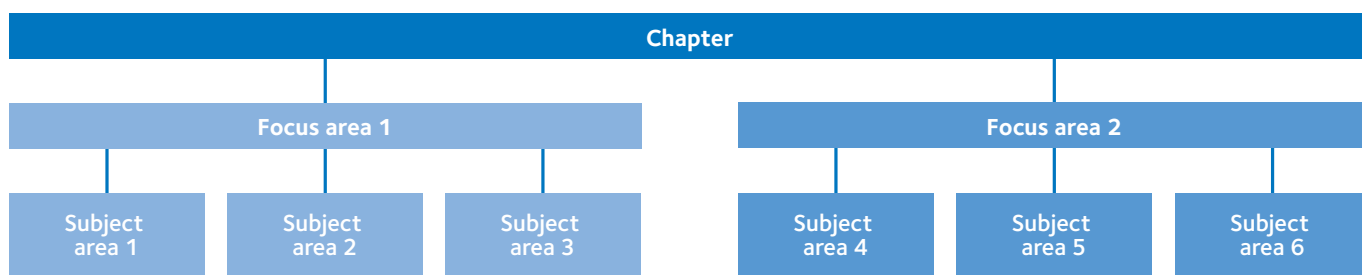 Chapter
Focus area 1
Focus area 2
Subject
area 1
Subject
area 2
Subject
area 3
Subject
area 4
Subject
area 5
Subject
area 6